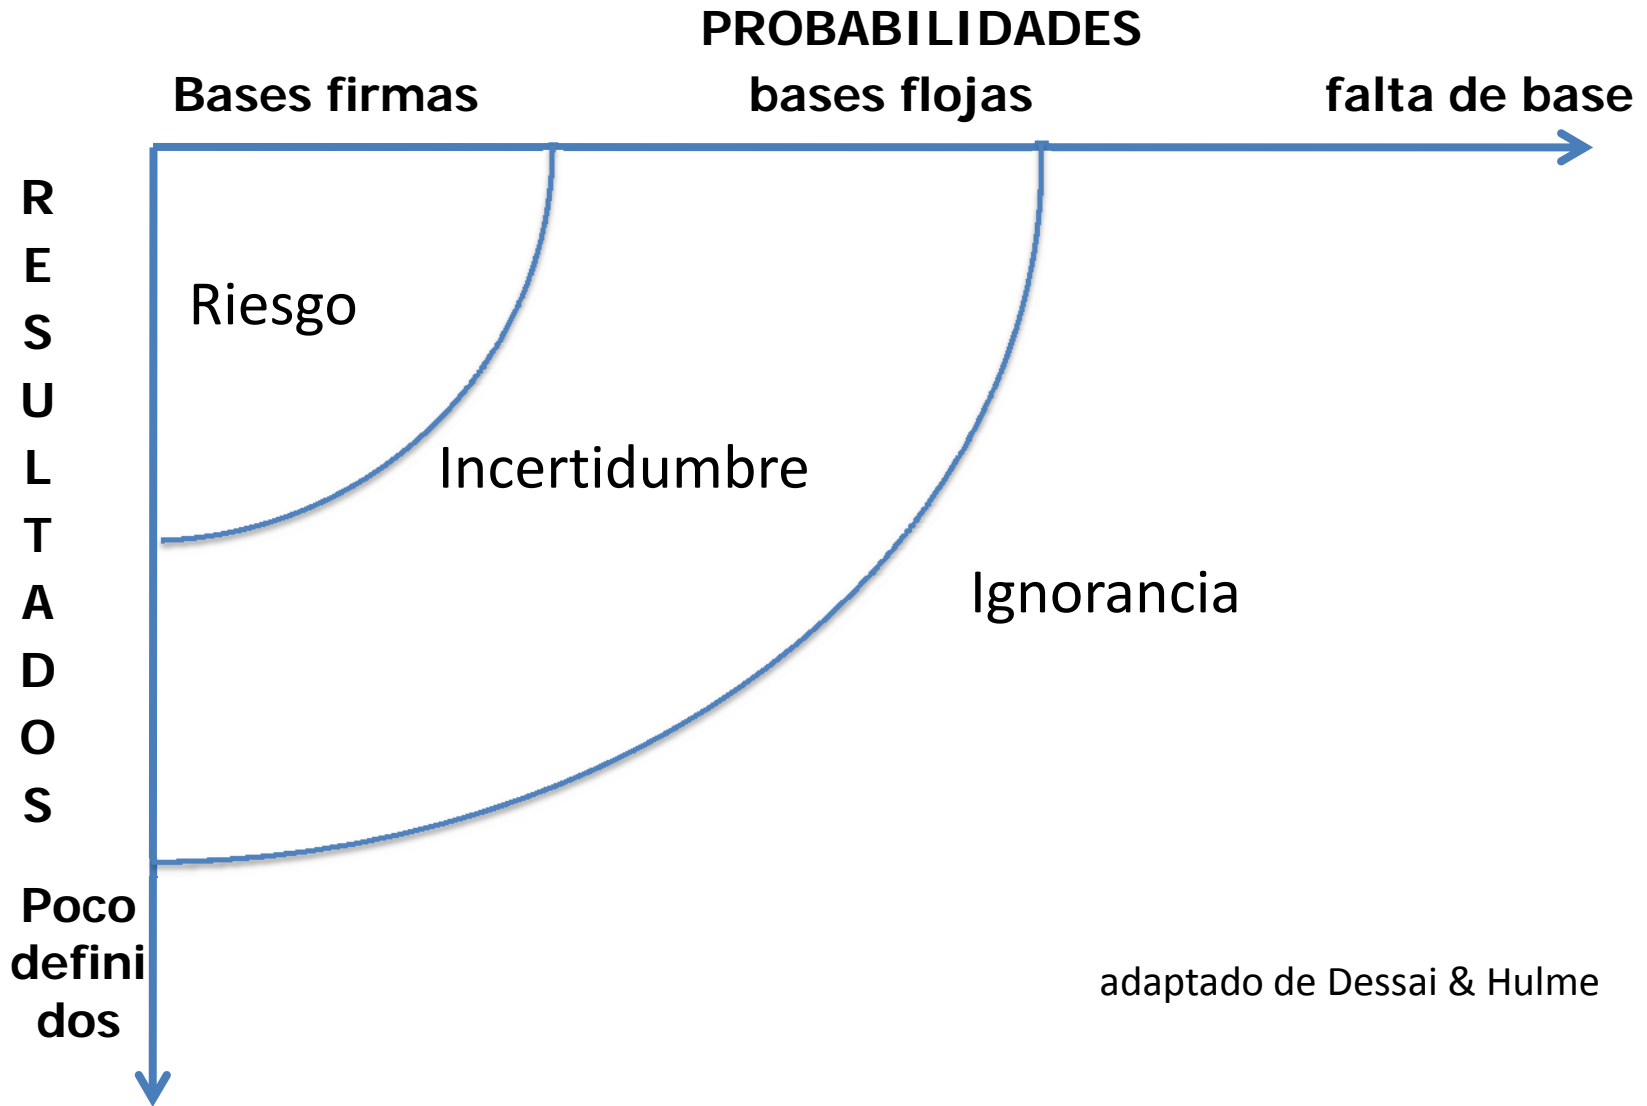 PROBABILIDADES
Bases firmas bases flojas falta de base
R
E
S
U
L
T
A
D
O
S
Riesgo
Incertidumbre
Ignorancia
Poco
defini
dos
adaptado de Dessai & Hulme